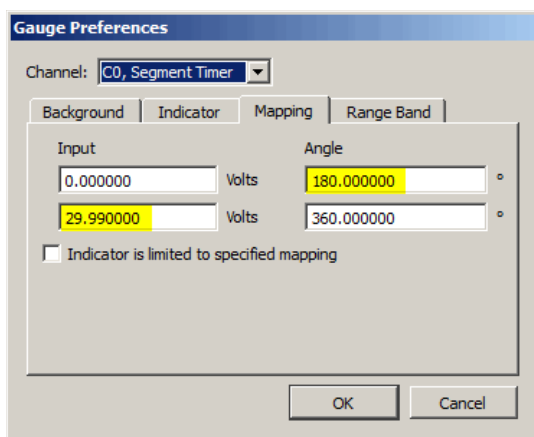 Gauge Preferences
Channel: C0, Segment Timer
Background Indicator Mapping Range Band
Input Angle
0.000000 Volts 180.000000 °
29.990000 Volts 360.000000 °
Indicator is limited to specified mapping
OK Cancel